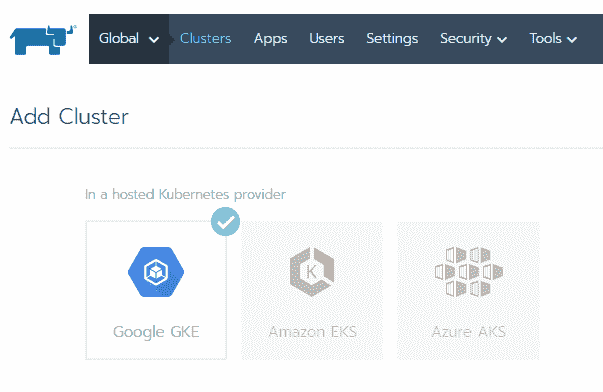 Global Clusters Apps Users Settings Security Tools
Add Cluster
In a hosted Kubernetes provider
K
Google GKE Amazon EKS Azure AKS